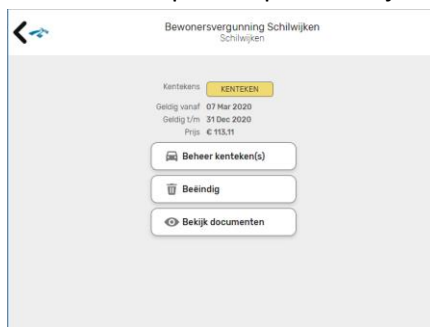 Bewonersvergunning Schilwijken
Schilwijken
Kentekens KENTEKEN
Geldig vanaf 07 Mar 2020
Geldig t/m 31 Dec 2020
Prijs € 113,11
Beheer kenteken(s)
Beëindig
Bekijk documenten